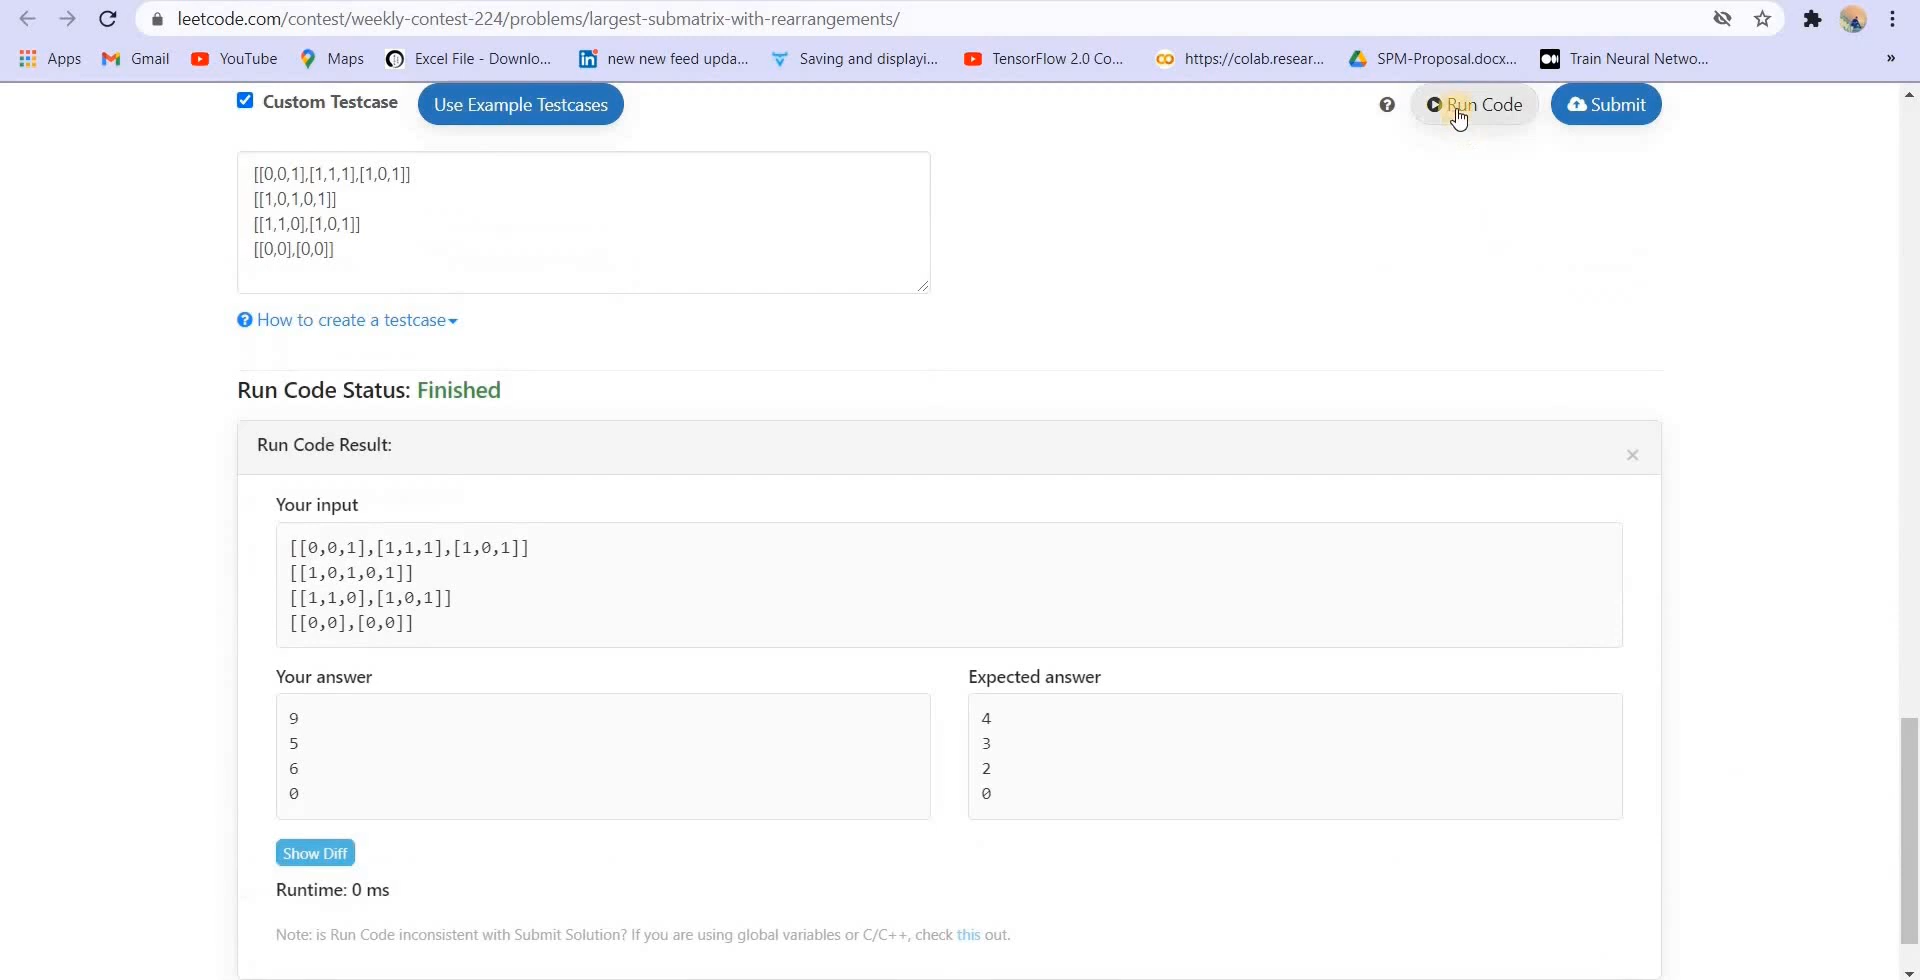 leetcode.com/contest/weekly-contest-224/problems/largest-submatrix-with-rearrangements/
Apps Gmail YouTube Maps Excel File - Downlo... new new feed upda... Saving and displayi... TensorFlow 2.0 Co... https://colab.resear... SPM-Proposal.docx... Train Neural Netwo... »
Custom Testcase Use Example Testcases Run Code Submit
[[0,0,1],[1,1,1],[1,0,1]]
[[1,0,1,0,1]]
[[1,1,0],[1,0,1]]
[[0,0],[0,0]]
How to create a testcase
Run Code Status: Finished
Run Code Result: ×
Your input
[[0,0,1],[1,1,1],[1,0,1]]
[[1,0,1,0,1]]
[[1,1,0],[1,0,1]]
[[0,0],[0,0]]
Your answer Expected answer
9 4
5 3
6 2
0 0
Show Diff
Runtime: 0 ms
Note: is Run Code inconsistent with Submit Solution? If you are using global variables or C/C++, check this out.